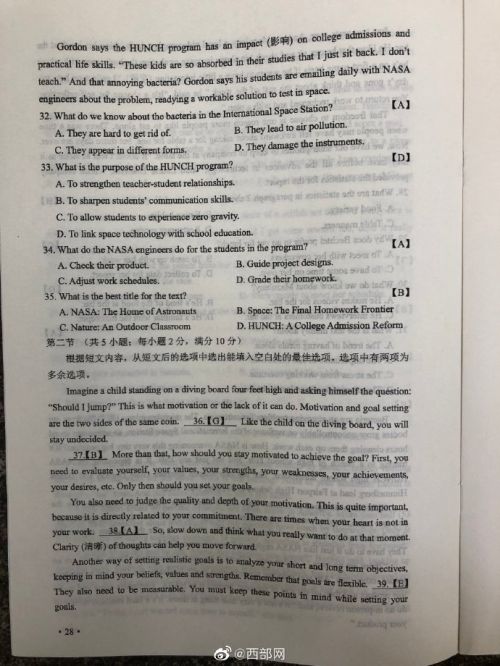 Gordon says the HUNCH program has an impact (影响) on college admissions and
practical life skills. “These kids are so absorbed in their studies that I just sit back. I don’t
teach.” And that annoying bacteria? Gordon says his students are emailing daily with NASA
engineers about the problem, readying a workable solution to test in space.
32. What do we know about the bacteria in the International Space Station? 【A】
A. They are hard to get rid of. B. They lead to air pollution.
C. They appear in different forms. D. They damage the instruments.
33. What is the purpose of the HUNCH program? 【D】
A. To strengthen teacher-student relationships.
B. To sharpen students’ communication skills.
C. To allow students to experience zero gravity.
D. To link space technology with school education.
34. What do the NASA engineers do for the students in the program? 【A】
A. Check their product. B. Guide project designs.
C. Adjust work schedules. D. Grade their homework.
35. What is the best title for the text? 【B】
A. NASA: The Home of Astronauts B. Space: The Final Homework Frontier
C. Nature: An Outdoor Classroom D. HUNCH: A College Admission Reform
第二节 （共5小题；每小题2分，满分10分）
根据短文内容，从短文后的选项中选出能填入空白处的最佳选项。选项中有两项为
多余选项。
Imagine a child standing on a diving board four feet high and asking himself the question:
“Should I jump?” This is what motivation or the lack of it can do. Motivation and goal setting
are the two sides of the same coin. 36.【G】 Like the child on the diving board, you will
stay undecided.
37【B】 More than that, how should you stay motivated to achieve the goal? First, you
need to evaluate yourself, your values, your strengths, your weaknesses, your achievements,
your desires, etc. Only then should you set your goals.
You also need to judge the quality and depth of your motivation. This is quite important,
because it is directly related to your commitment. There are times when your heart is not in
your work. 38【A】 So, slow down and think what you really want to do at that moment.
Clarity (清晰) of thoughts can help you move forward.
Another way of setting realistic goals is to analyze your short and long term objectives,
keeping in mind your beliefs, values and strengths. Remember that goals are flexible. 39.【E】
They also need to be measurable. You must keep these points in mind while setting your
goals.
· 28 ·
@西部网